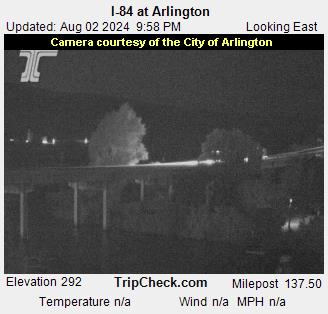 I-84 at Arlington
Updated: Aug 02 2024 9:58 PM Looking East
Camera courtesy of the City of Arlington
Elevation 292 TripCheck.com Milepost 137.50
Temperature n/a Wind n/a MPH n/a